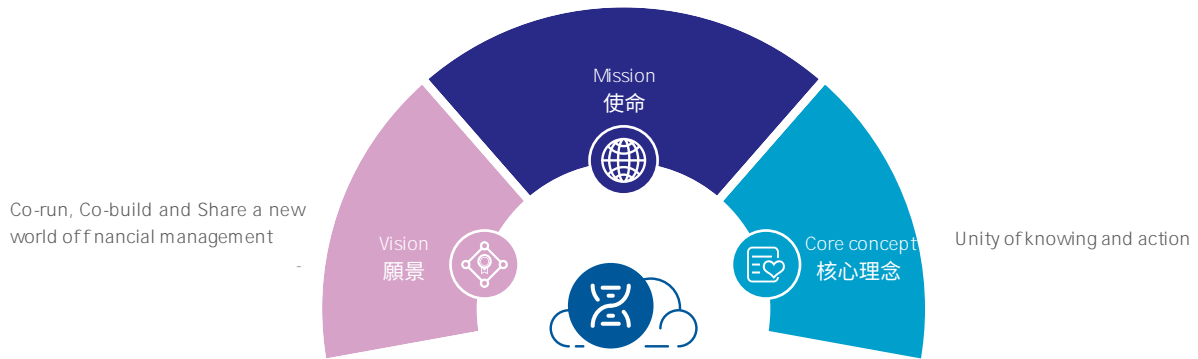 Mission
使命
Co-run, Co-build and Share a new
world of f nancial management
-
Vision
願景
Core concept
核心理念
Unity of knowing and action